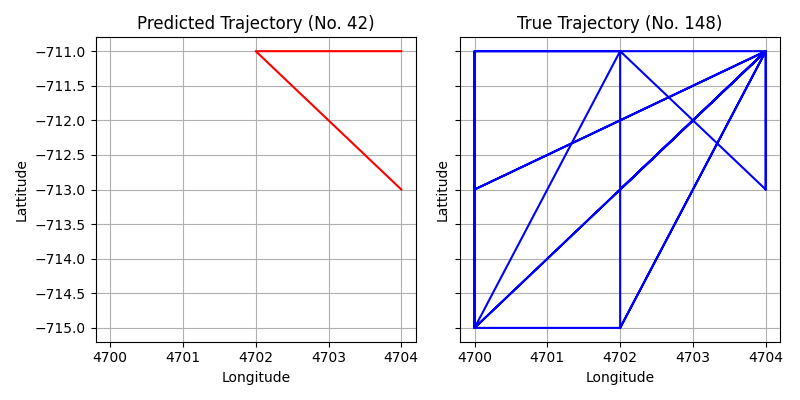 Predicted Trajectory (No. 42)
True Trajectory (No. 148)
−711.0
−711.5
−712.0
−712.5
−713.0
−713.5
−714.0
−714.5
−715.0
Lattitude
Lattitude
4700 4701 4702 4703 4704
4700 4701 4702 4703 4704
Longitude
Longitude